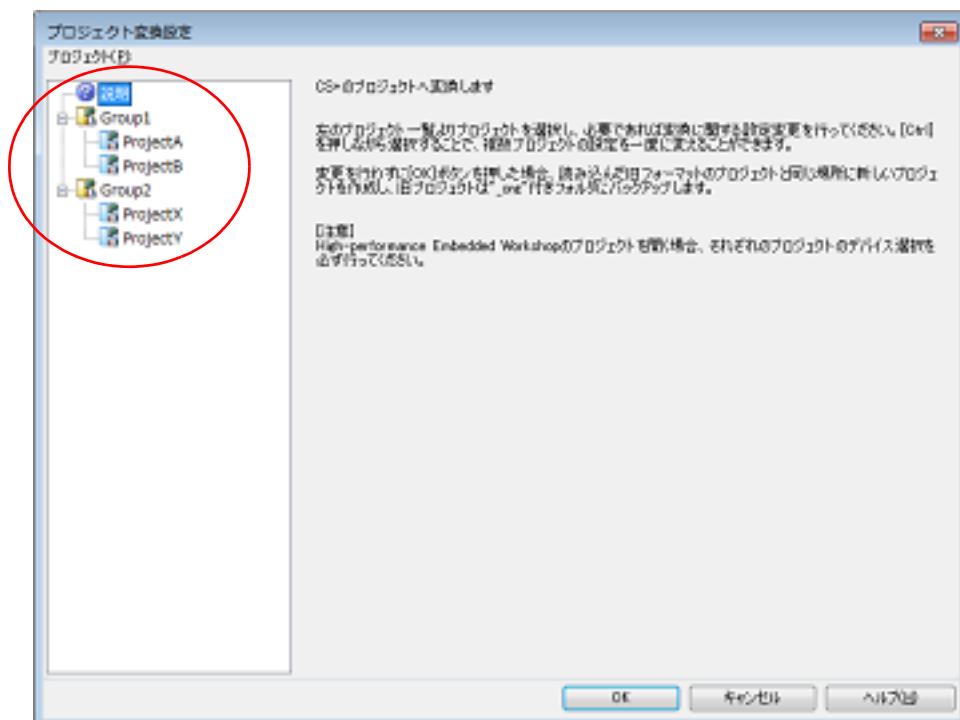 プロジェクト変換設定
プロジェクト(P)
説明
Group1
ProjectA
ProjectB
Group2
ProjectX
ProjectY
CS+のプロジェクトへ変換します
左のプロジェクト一覧よりプロジェクトを選択し、必要であれば変換に関する設定変更を行ってください。[Ctrl]
を押しながら選択することで、複数プロジェクトの設定を一度に変えることができます。
変更を行わずに[OK]ボタンを押した場合、読み込んだ旧フォーマットのプロジェクトと同じ場所に新しいプロジェ
クトを作成し、旧プロジェクトは"_org"付きフォルダにバックアップします。
【注意】
High-performance Embedded Workshopのプロジェクトを開く場合、それぞれのプロジェクトのデバイス選択を
必ず行ってください。
OK
キャンセル
ヘルプ(H)